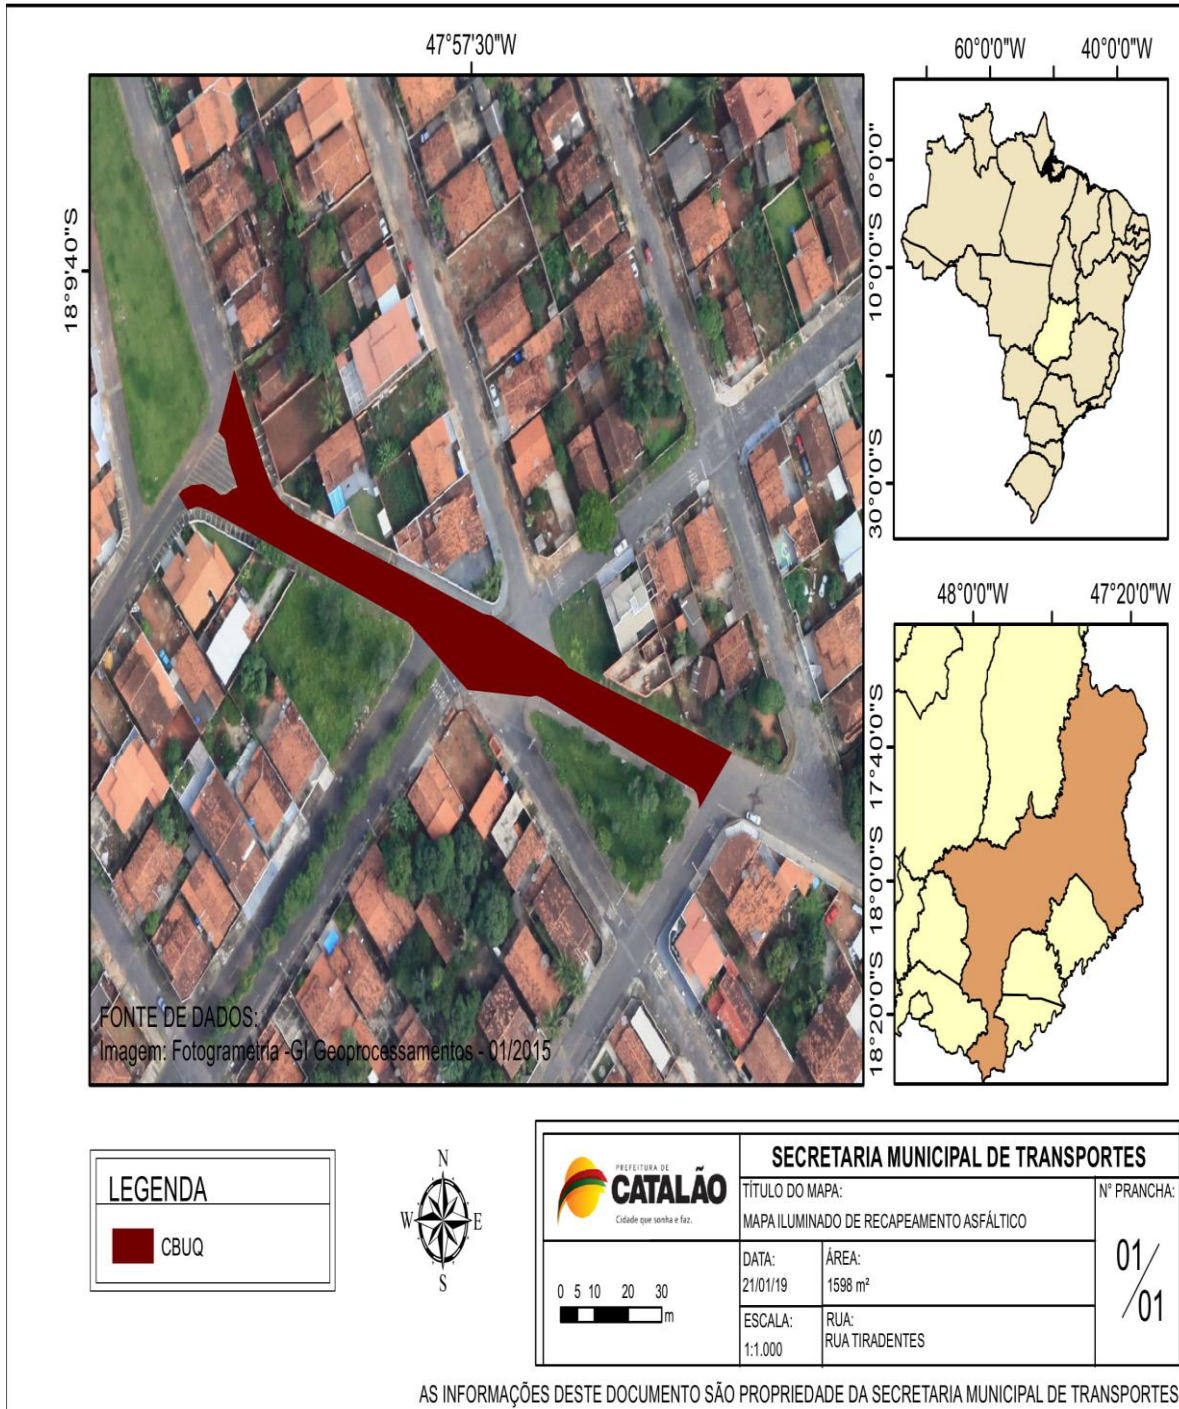 47°57'30"W
60°0'0"W 40°0'0"W
18°9'40"S
0°0'0"
10°0'0"S
30°0'0"S
48°0'0"W 47°20'0"W
17°40'0"S
18°0'0"S
18°20'0"S
FONTE DE DADOS:
Imagem: Fotogrametria -GI Geoprocessamentos - 01/2015
LEGENDA
CBUQ
N
W E
S
PREFEITURA DE
CATALÃO
Cidade que sonha e faz.
0 5 10 20 30
m
SECRETARIA MUNICIPAL DE TRANSPORTES
TÍTULO DO MAPA:
MAPA ILUMINADO DE RECAPEAMENTO ASFÁLTICO
N° PRANCHA:
01/01
DATA:
21/01/19
ÁREA:
1598 m²
ESCALA:
1:1.000
RUA:
RUA TIRADENTES
AS INFORMAÇÕES DESTE DOCUMENTO SÃO PROPRIEDADE DA SECRETARIA MUNICIPAL DE TRANSPORTES